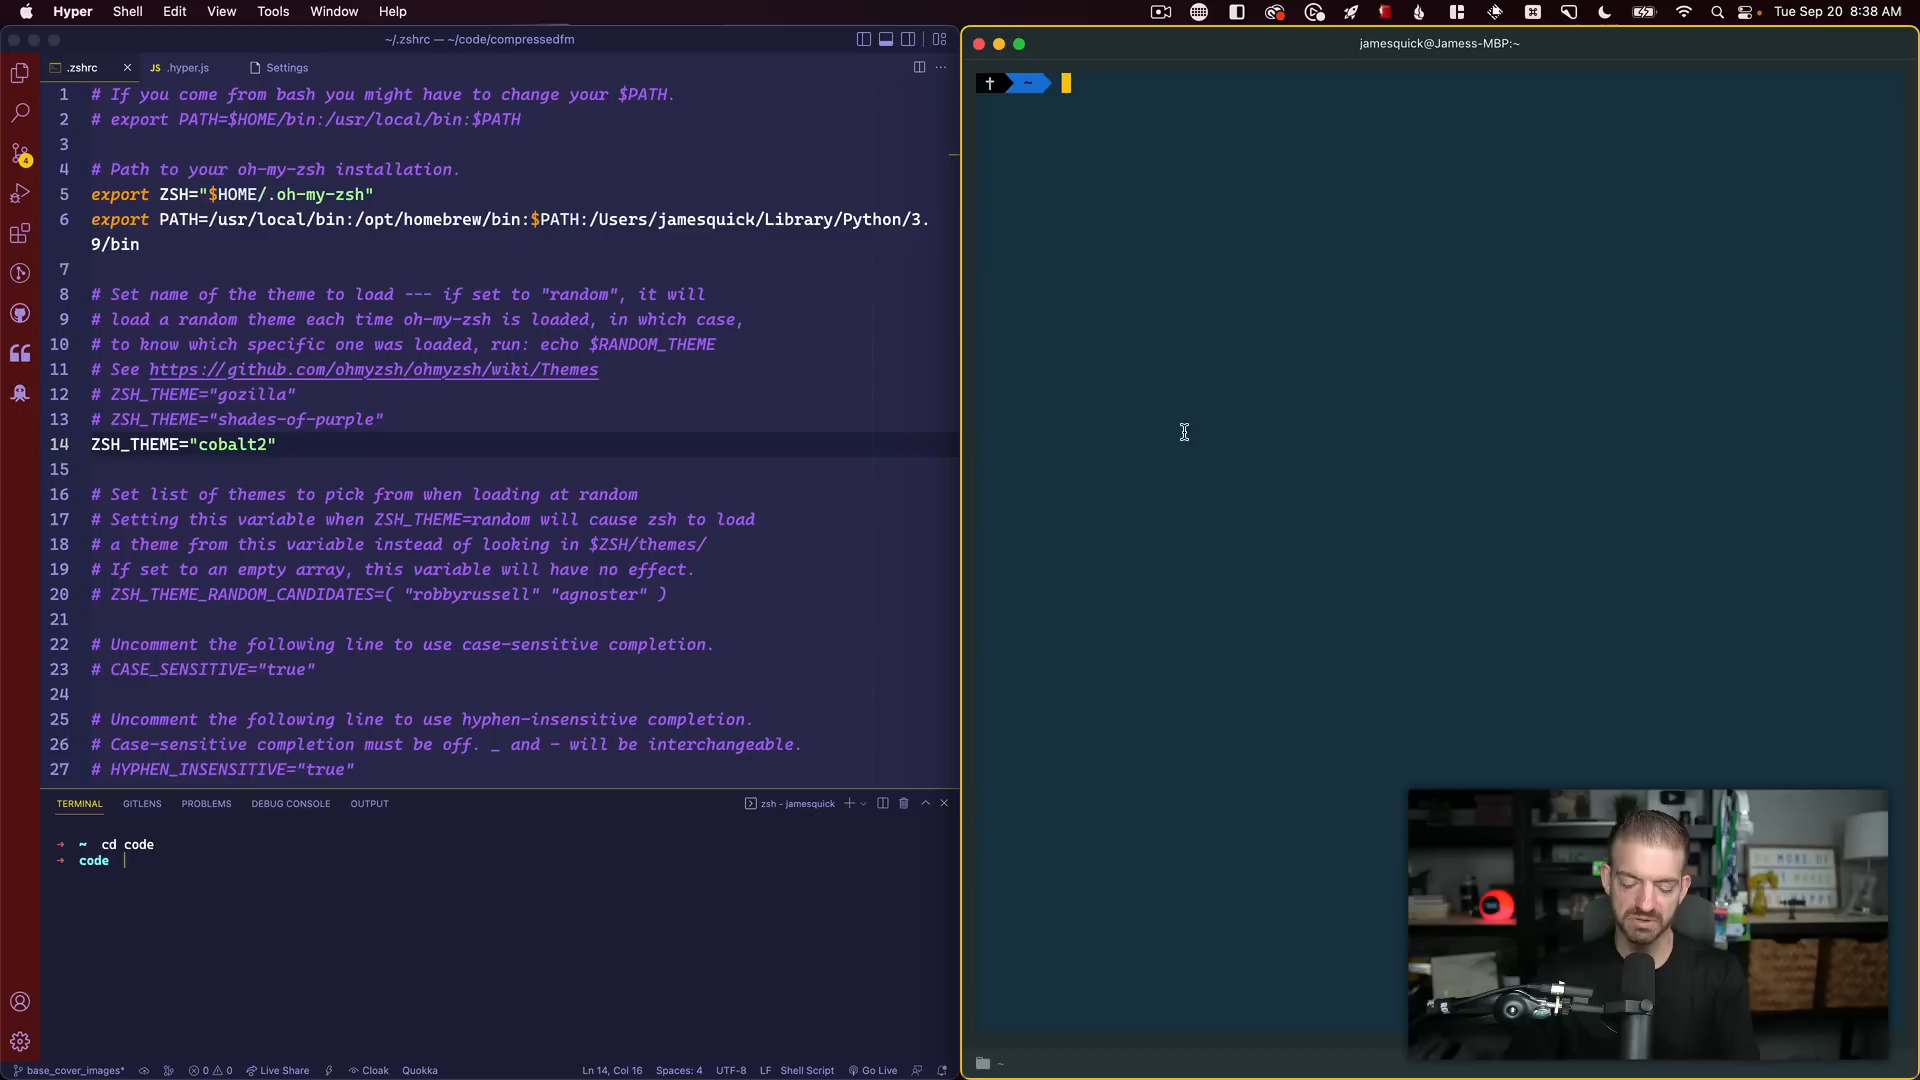 Hyper Shell Edit View Tools Window Help
Tue Sep 20 8:38 AM
~/.zshrc — ~/code/compressedfm
.zshrc
JS .hyper.js
Settings
1 # If you come from bash you might have to change your $PATH.
2 # export PATH=$HOME/bin:/usr/local/bin:$PATH
3
4 # Path to your oh-my-zsh installation.
5 export ZSH="$HOME/.oh-my-zsh"
6 export PATH=/usr/local/bin:/opt/homebrew/bin:$PATH:/Users/jamesquick/Library/Python/3.
9/bin
7
8 # Set name of the theme to load --- if set to "random", it will
9 # load a random theme each time oh-my-zsh is loaded, in which case,
10 # to know which specific one was loaded, run: echo $RANDOM_THEME
11 # See https://github.com/ohmyzsh/ohmyzsh/wiki/Themes
12 # ZSH_THEME="gozilla"
13 # ZSH_THEME="shades-of-purple"
14 ZSH_THEME="cobalt2"
15
16 # Set list of themes to pick from when loading at random
17 # Setting this variable when ZSH_THEME=random will cause zsh to load
18 # a theme from this variable instead of looking in $ZSH/themes/
19 # If set to an empty array, this variable will have no effect.
20 # ZSH_THEME_RANDOM_CANDIDATES=( "robbyrussell" "agnoster" )
21
22 # Uncomment the following line to use case-sensitive completion.
23 # CASE_SENSITIVE="true"
24
25 # Uncomment the following line to use hyphen-insensitive completion.
26 # Case-sensitive completion must be off. _ and - will be interchangeable.
27 # HYPHEN_INSENSITIVE="true"
4
TERMINAL GITLENS PROBLEMS DEBUG CONSOLE OUTPUT
zsh - jamesquick
➜ ~ cd code
➜ code
base_cover_images* 0 0 Live Share Cloak Quokka
Ln 14, Col 16 Spaces: 4 UTF-8 LF Shell Script Go Live
jamesquick@Jamess-MBP:~
† ~
~